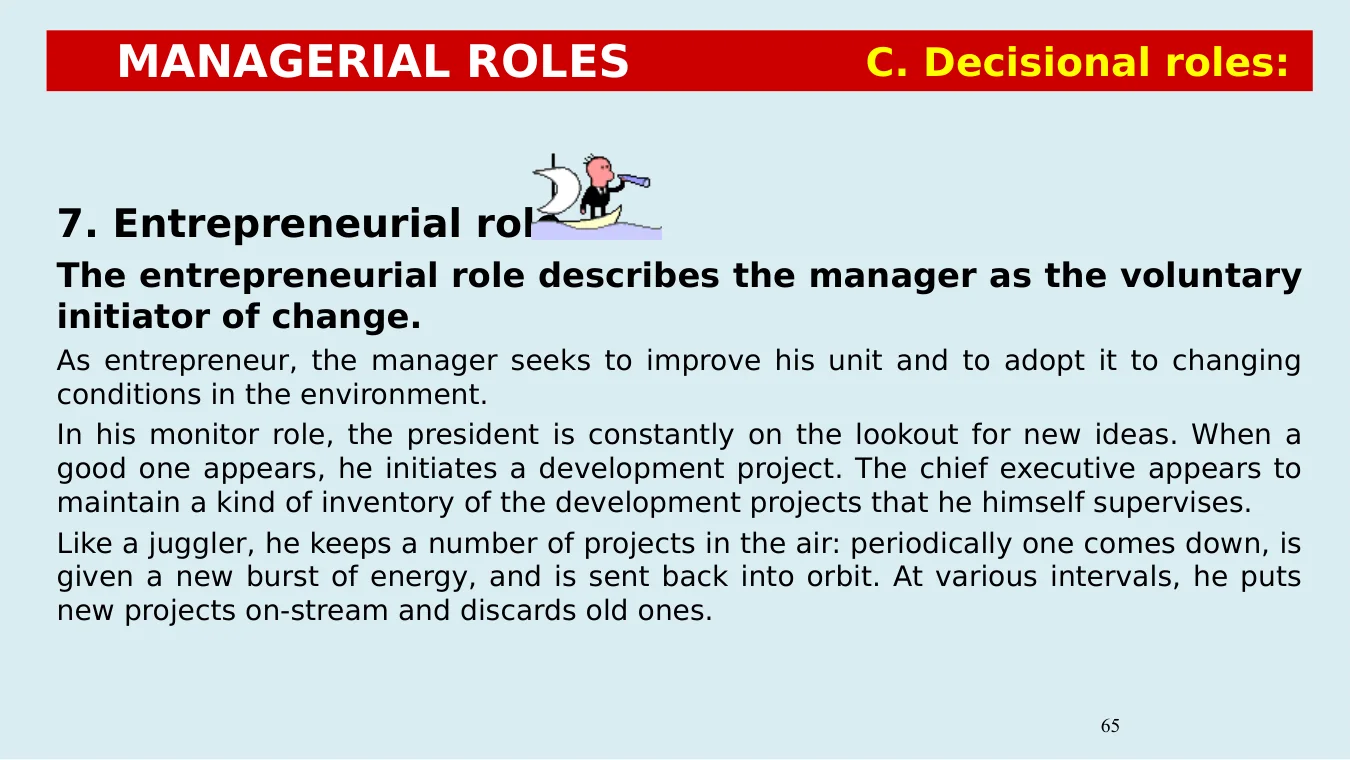 MANAGERIAL ROLES C. Decisional roles:
7. Entrepreneurial rol
The entrepreneurial role describes the manager as the voluntary
initiator of change.
As entrepreneur, the manager seeks to improve his unit and to adopt it to changing
conditions in the environment.
In his monitor role, the president is constantly on the lookout for new ideas. When a
good one appears, he initiates a development project. The chief executive appears to
maintain a kind of inventory of the development projects that he himself supervises.
Like a juggler, he keeps a number of projects in the air: periodically one comes down, is
given a new burst of energy, and is sent back into orbit. At various intervals, he puts
new projects on-stream and discards old ones.
65